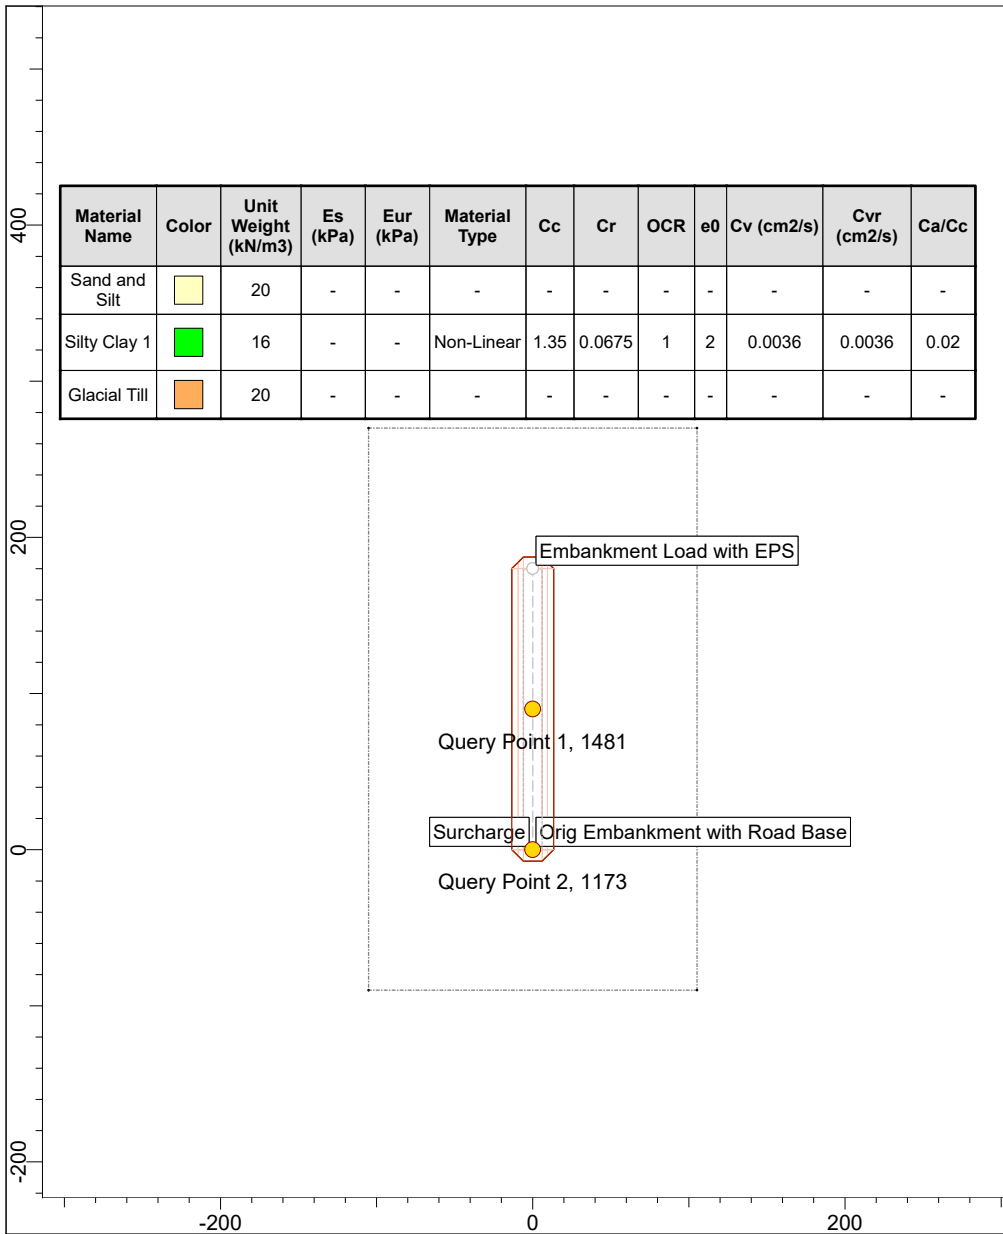 400
200
0
-200
Material Name Color Unit Weight (kN/m3) Es (kPa) Eur (kPa) Material Type Cc Cr OCR e0 Cv (cm2/s) Cvr (cm2/s) Ca/Cc
Sand and Silt 20 - - - - - - - - - -
Silty Clay 1 16 - - Non-Linear 1.35 0.0675 1 2 0.0036 0.0036 0.02
Glacial Till 20 - - - - - - - - - -
Embankment Load with EPS
Query Point 1, 1481
Surcharge Orig Embankment with Road Base
Query Point 2, 1173
-200 0 200